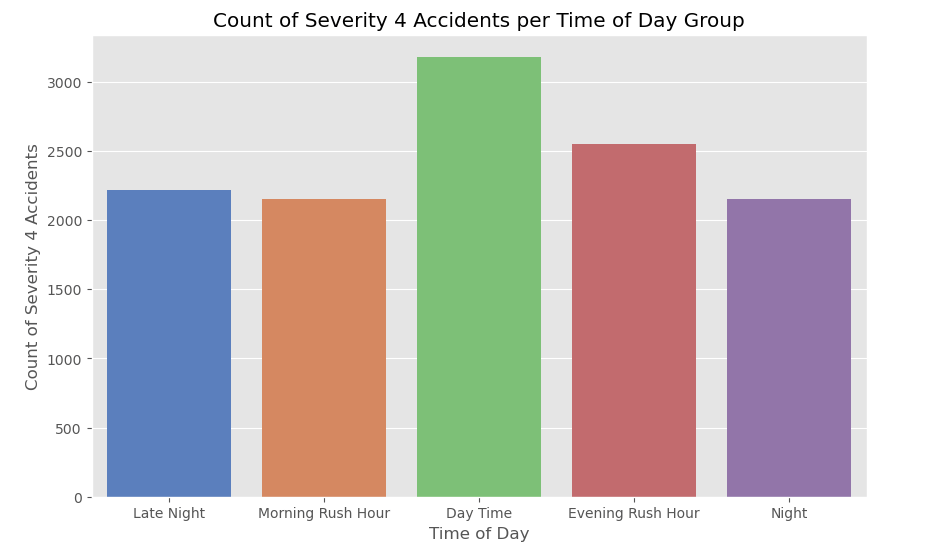 Count of Severity 4 Accidents per Time of Day Group
Count of Severity 4 Accidents
3000
2500
2000
1500
1000
500
0
Late Night
Morning Rush Hour
Day Time
Evening Rush Hour
Night
Time of Day